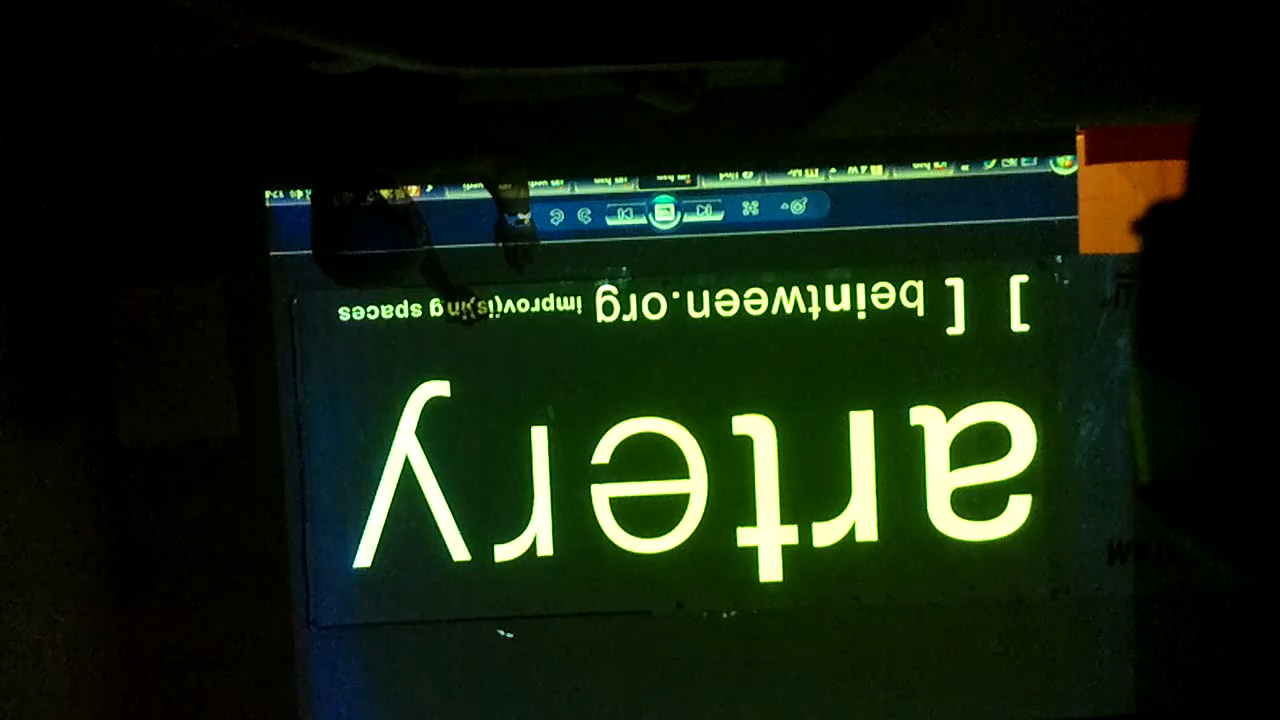 artery
] [ beintween.org improv(is)ing spaces